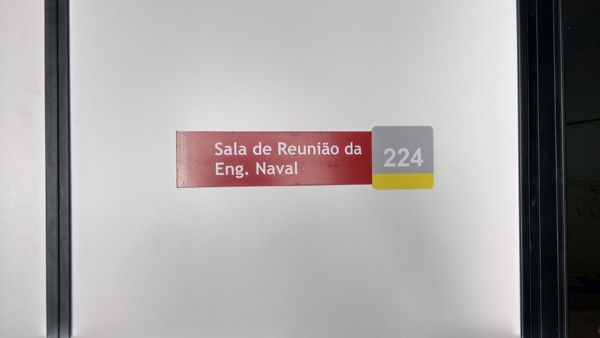 Sala de Reunião da
Eng. Naval
224